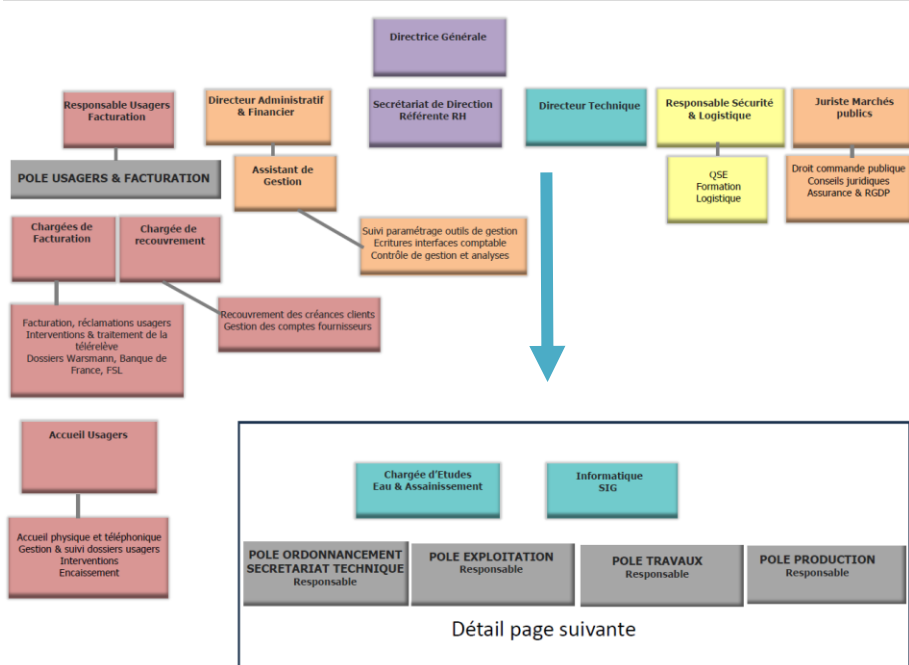 Directrice Générale
Responsable Usagers
Facturation
Directeur Administratif
& Financier
Secrétariat de Direction
Référente RH
Directeur Technique
Responsable Sécurité
& Logistique
Juriste Marchés
publics
POLE USAGERS & FACTURATION
Assistant de
Gestion
QSE
Formation
Logistique
Droit commande publique
Conseils juridiques
Assurance & RGDP
Chargées de
Facturation
Chargée de
recouvrement
Suivi paramétrage outils de gestion
Ecritures interfaces comptable
Contrôle de gestion et analyses
Facturation, réclamations usagers
Interventions & traitement de la
télérelève
Dossiers Warsmann, Banque de
France, FSL
Recouvrement des créances clients
Gestion des comptes fournisseurs
Accueil Usagers
Accueil physique et téléphonique
Gestion & suivi dossiers usagers
Interventions
Encaissement
Chargée d'Etudes
Eau & Assainissement
Informatique
SIG
POLE ORDONNANCEMENT
SECRETARIAT TECHNIQUE
Responsable
POLE EXPLOITATION
Responsable
POLE TRAVAUX
Responsable
POLE PRODUCTION
Responsable
Détail page suivante